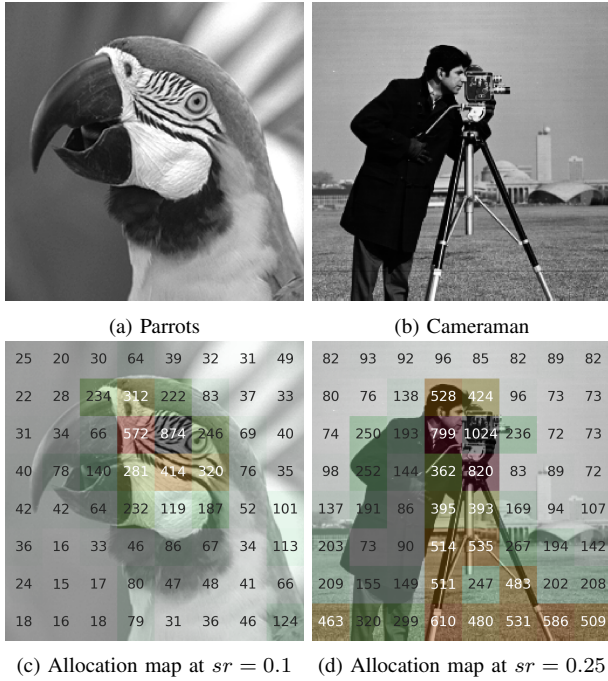 (a) Parrots (b) Cameraman
25 20 30 64 39 32 31 49 82 93 92 96 85 82 89 82
22 28 234 312 222 83 37 33 80 76 138 528 424 96 73 73
31 34 66 572 874 246 69 40 74 250 193 799 1024 236 72 73
40 78 140 281 414 320 76 35 98 252 144 362 820 83 89 72
42 42 64 232 119 187 52 101 137 191 86 395 393 169 94 107
36 16 33 46 86 67 34 113 203 73 90 514 535 267 194 142
24 15 17 80 47 48 41 66 209 155 149 511 247 483 202 208
18 16 18 79 31 36 46 124 463 320 299 610 480 531 586 509
(c) Allocation map at sr = 0.1 (d) Allocation map at sr = 0.25